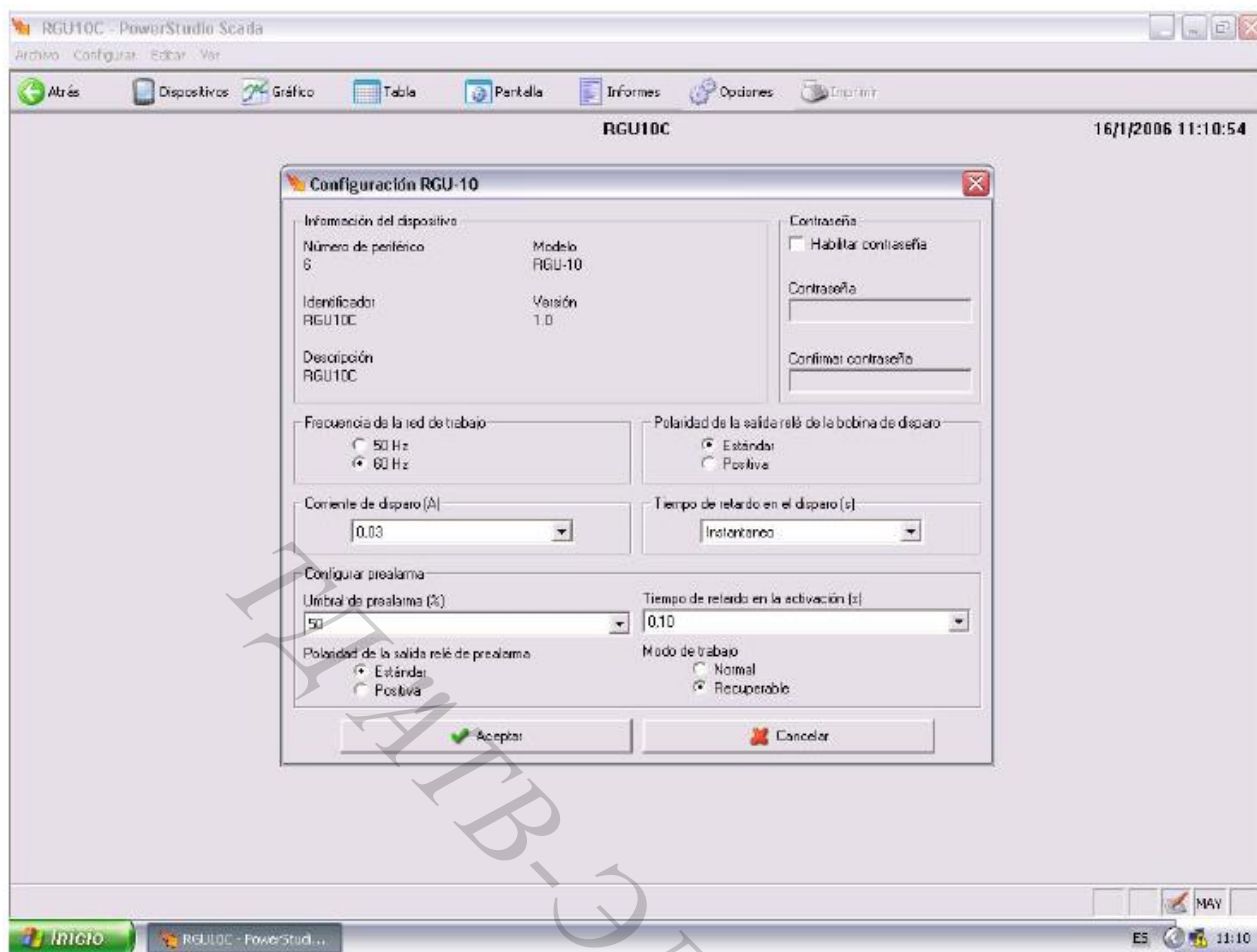 RGU10C - PowerStudio Scada
Archivo Configurar Editar Ver
Atrás Dispositivos Gráfico Tabla Pantalla Informes Opciones Imprimir
RGU10C 16/1/2006 11:10:54
Configuración RGU-10
Información del dispositivo
Número de periférico
6
Modelo
RGU-10
Identificador
RGU10C
Versión
1.0
Descripción
RGU10C
Contraseña
Habilitar contraseña
Contraseña
Confirmar contraseña
Frecuencia de la red de trabajo
50 Hz
60 Hz
Polaridad de la salida relé de la bobina de disparo
Estándar
Positiva
Corriente de disparo (A)
0.03
Tiempo de retardo en el disparo (s)
Instantaneo
Configurar prealarma
Umbral de prealarma (%)
50
Tiempo de retardo en la activación (s)
0.10
Polaridad de la salida relé de prealarma
Estándar
Positiva
Modo de trabajo
Normal
Recuperable
Aceptar Cancelar
ТД "АТВ-Э
MAY
Inicio RGU10C - PowerStudi... ES 11:10